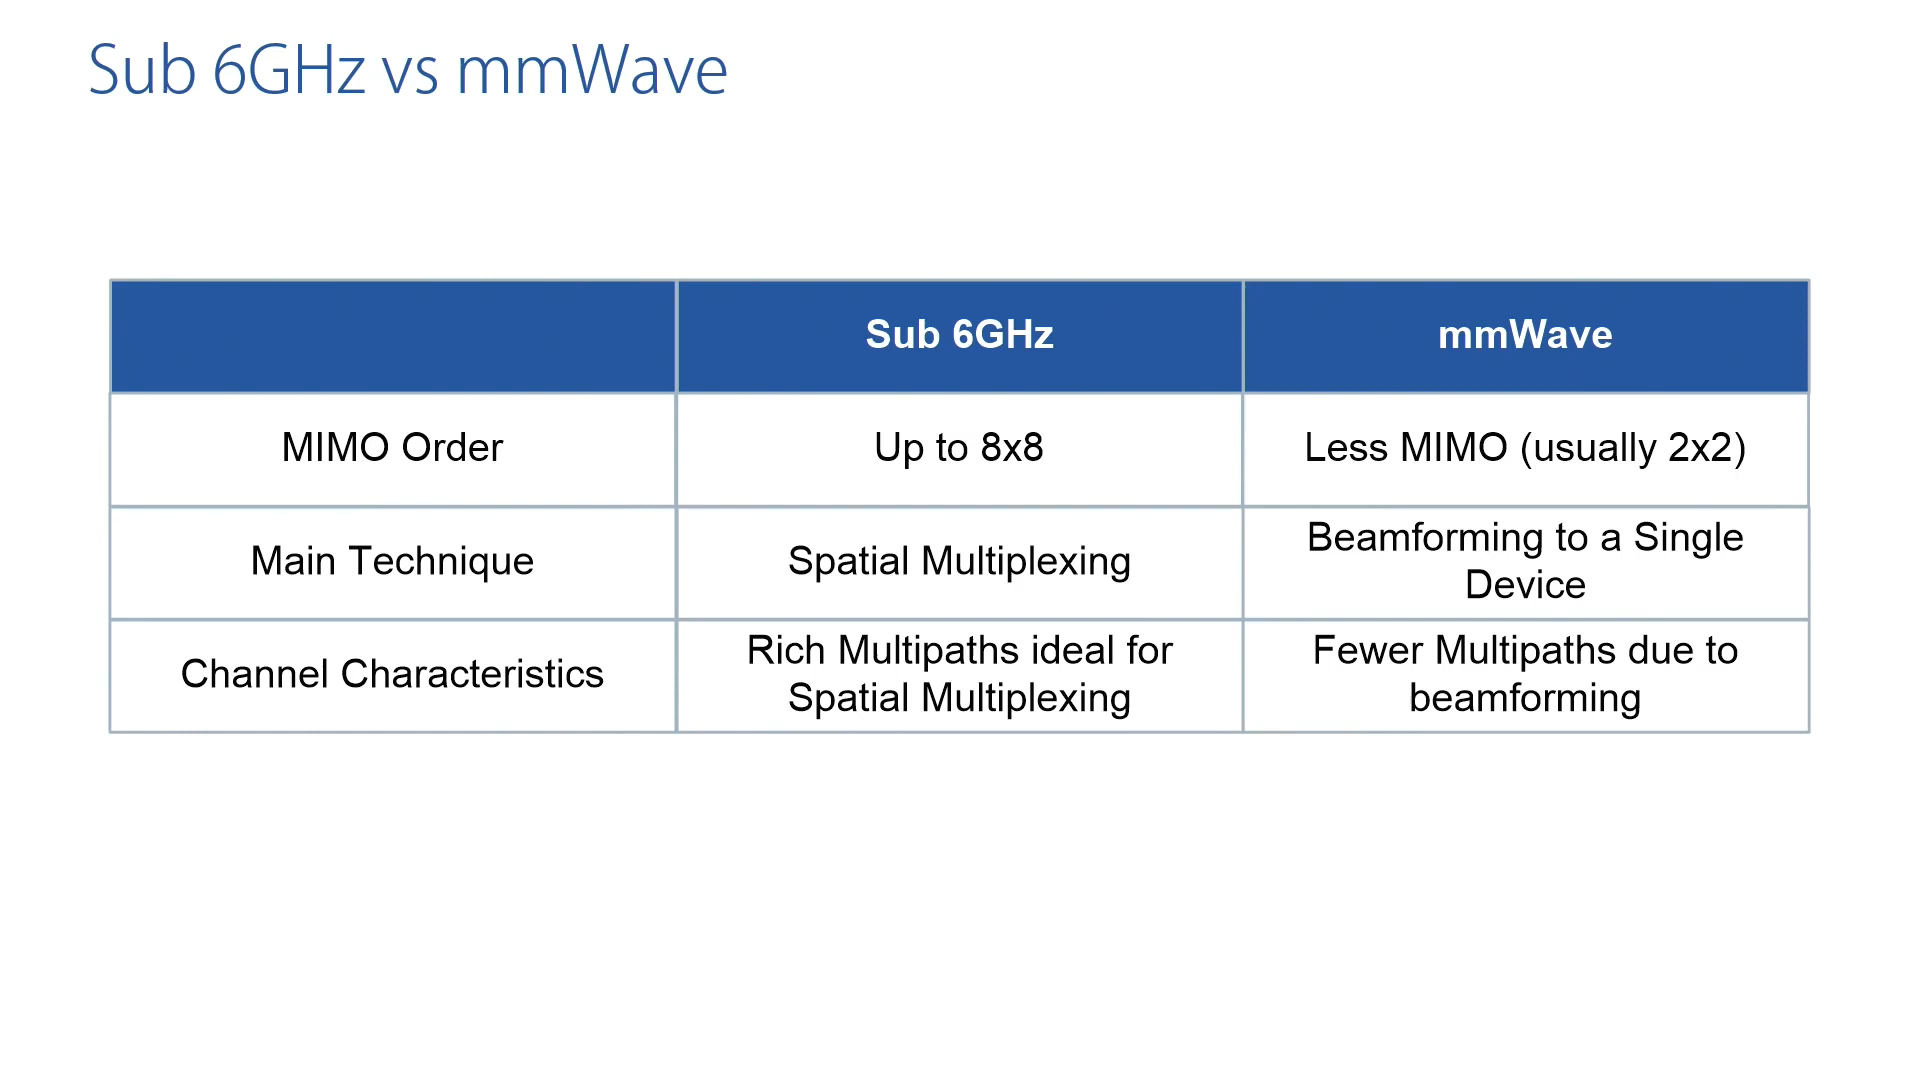 Sub 6GHz vs mmWave
Sub 6GHz
mmWave
MIMO Order
Up to 8x8
Less MIMO (usually 2x2)
Main Technique
Spatial Multiplexing
Beamforming to a Single
Device
Channel Characteristics
Rich Multipaths ideal for
Spatial Multiplexing
Fewer Multipaths due to
beamforming